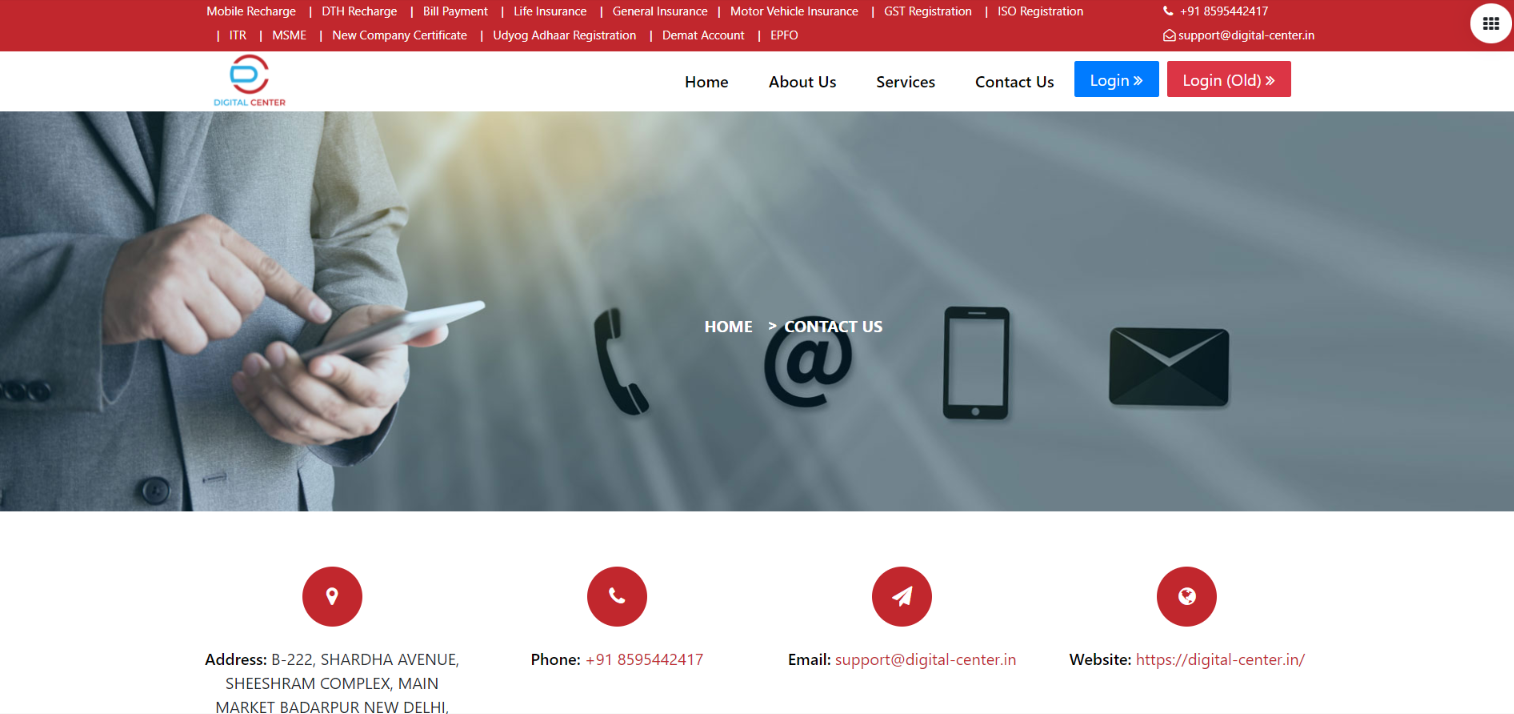 Mobile Recharge | DTH Recharge | Bill Payment | Life Insurance | General Insurance | Motor Vehicle Insurance | GST Registration | ISO Registration
+91 8595442417
| ITR | MSME | New Company Certificate | Udyog Adhaar Registration | Demat Account | EPFO
support@digital-center.in
DIGITAL CENTER
Home About Us Services Contact Us Login » Login (Old) »
HOME > CONTACT US
@
Address: B-222, SHARDHA AVENUE,
SHEESHRAM COMPLEX, MAIN
MARKET BADARPUR NEW DELHI,
Phone: +91 8595442417
Email: support@digital-center.in
Website: https://digital-center.in/